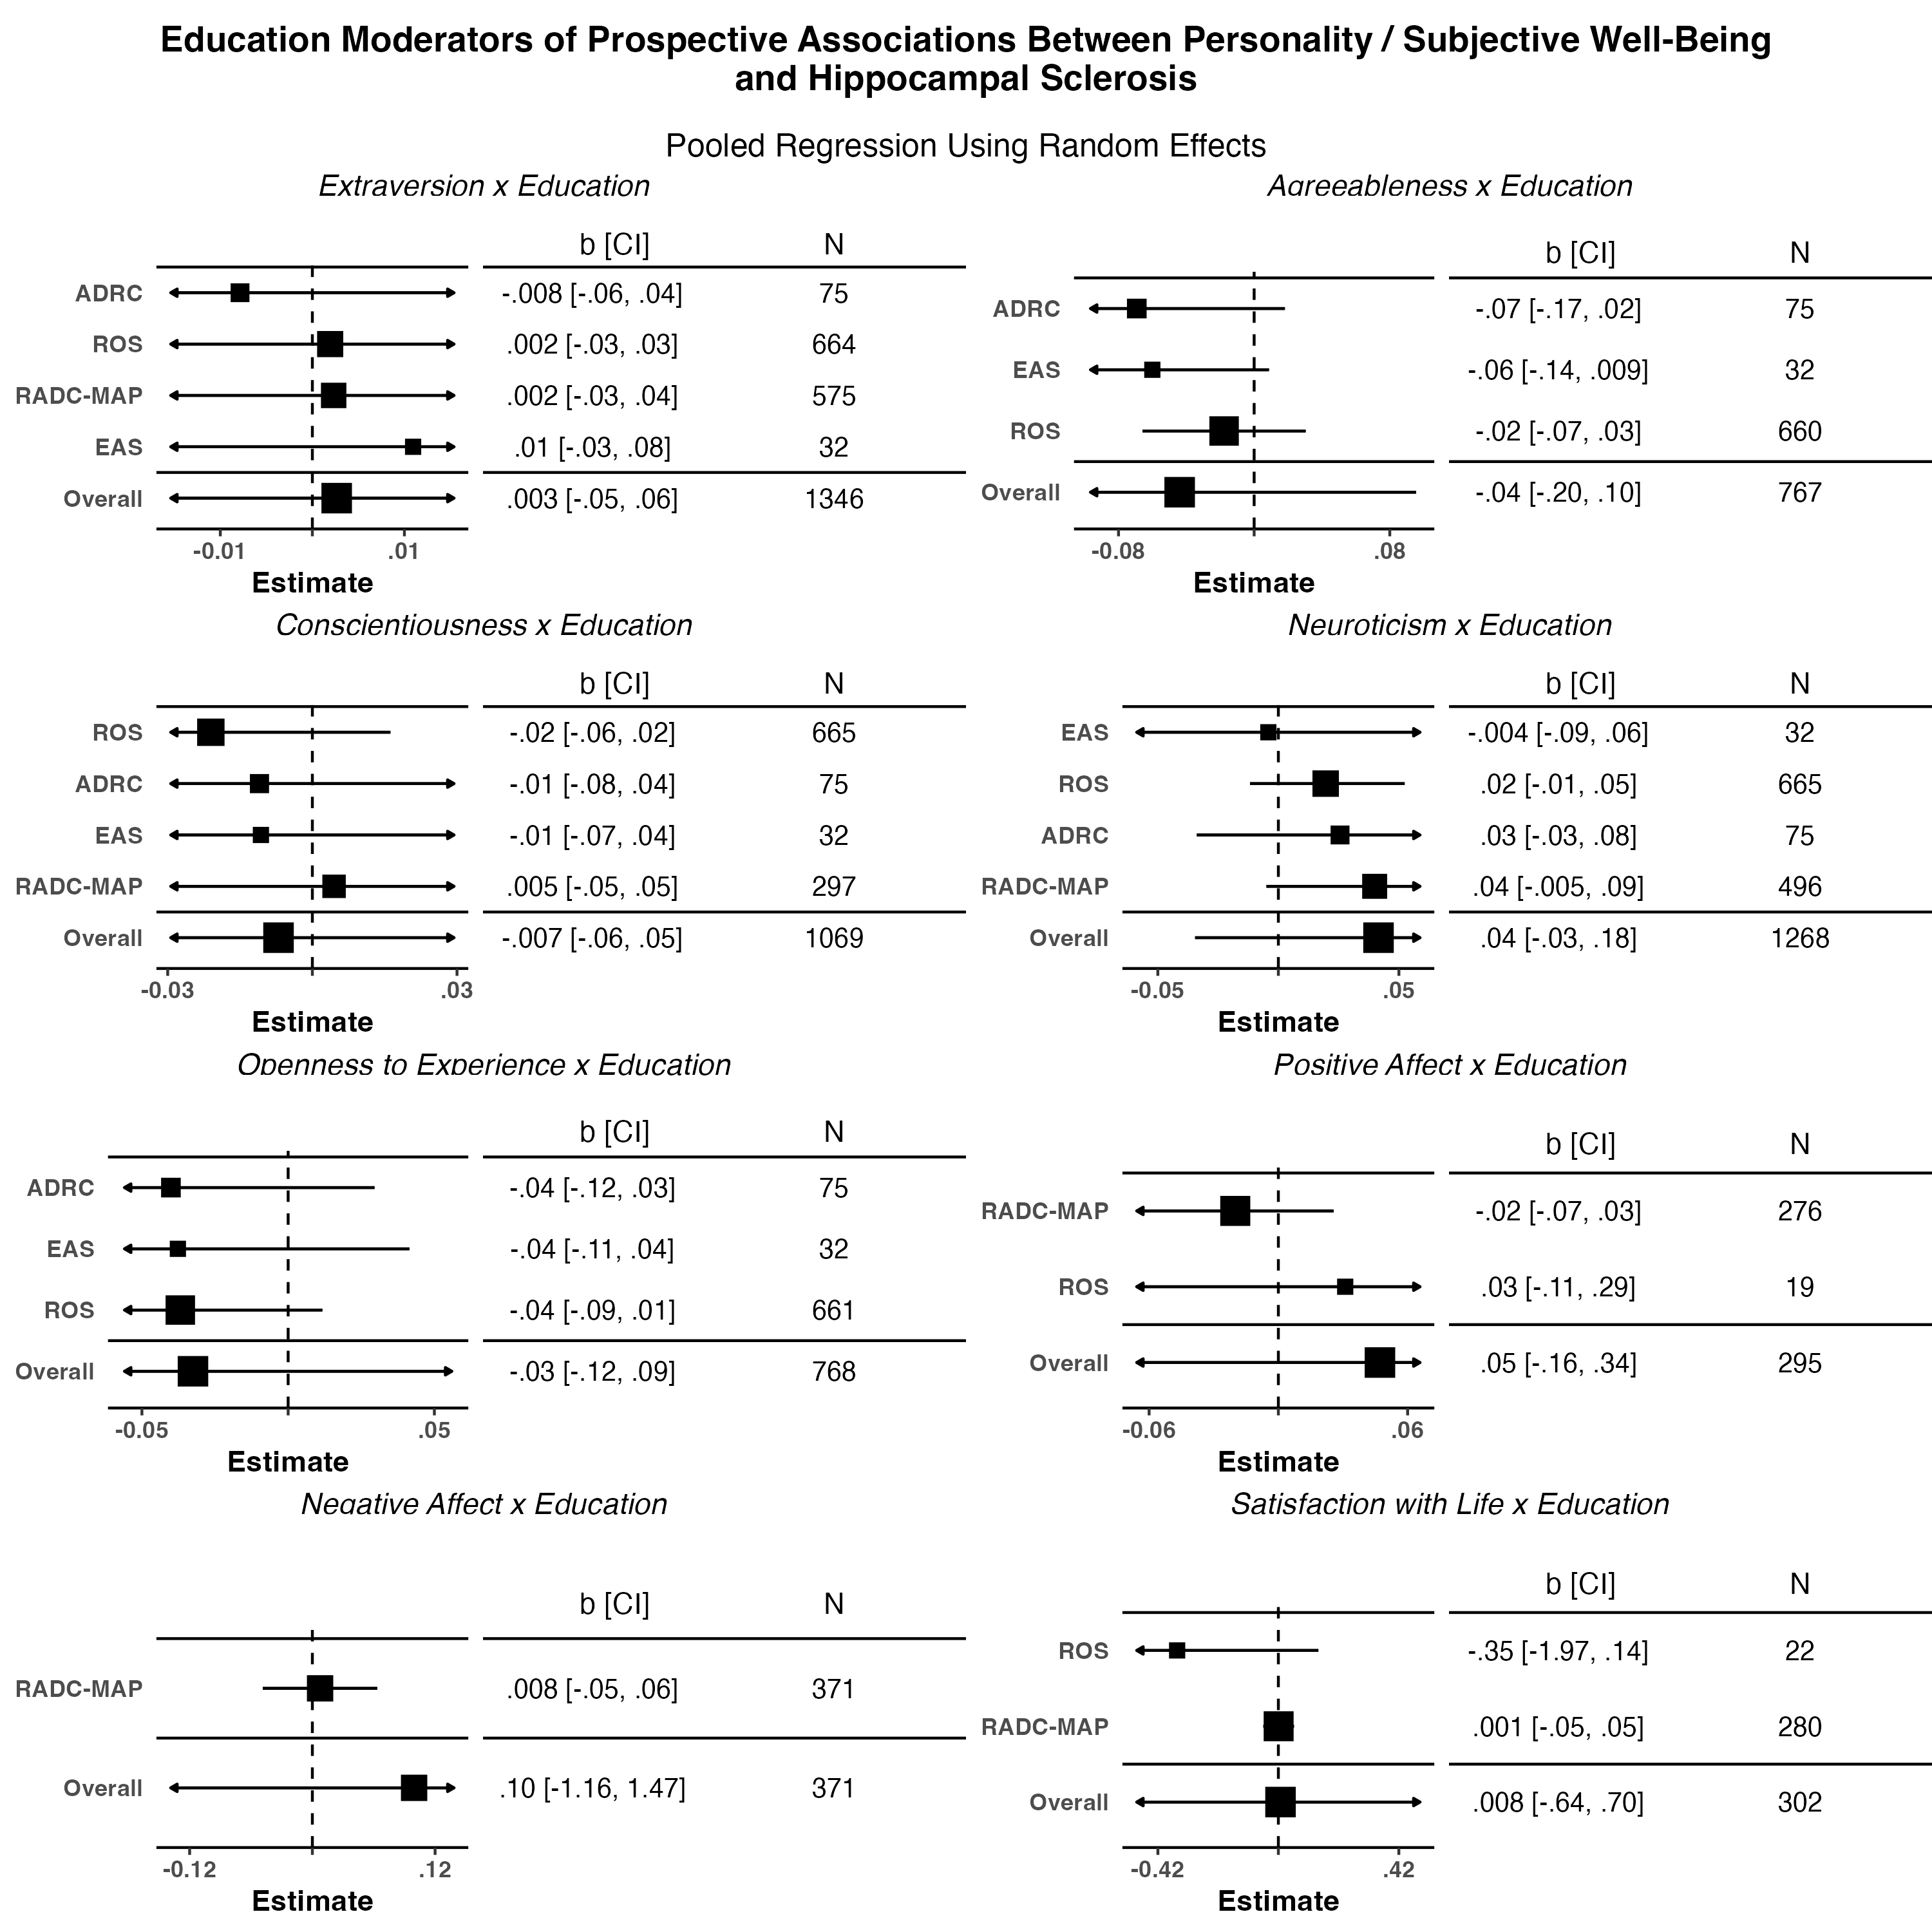 Education Moderators of Prospective Associations Between Personality / Subjective Well-Being
and Hippocampal Sclerosis
Pooled Regression Using Random Effects
Extraversion x Education
b [CI] N
ADRC -.008 [-.06, .04] 75
ROS .002 [-.03, .03] 664
RADC-MAP .002 [-.03, .04] 575
EAS .01 [-.03, .08] 32
Overall .003 [-.05, .06] 1346
-0.01 .01
Estimate
Agreeableness x Education
b [CI] N
ADRC -.07 [-.17, .02] 75
EAS -.06 [-.14, .009] 32
ROS -.02 [-.07, .03] 660
Overall -.04 [-.20, .10] 767
-0.08 .08
Estimate
Conscientiousness x Education
b [CI] N
ROS -.02 [-.06, .02] 665
ADRC -.01 [-.08, .04] 75
EAS -.01 [-.07, .04] 32
RADC-MAP .005 [-.05, .05] 297
Overall -.007 [-.06, .05] 1069
-0.03 .03
Estimate
Neuroticism x Education
b [CI] N
EAS -.004 [-.09, .06] 32
ROS .02 [-.01, .05] 665
ADRC .03 [-.03, .08] 75
RADC-MAP .04 [-.005, .09] 496
Overall .04 [-.03, .18] 1268
-0.05 .05
Estimate
Openness to Experience x Education
b [CI] N
ADRC -.04 [-.12, .03] 75
EAS -.04 [-.11, .04] 32
ROS -.04 [-.09, .01] 661
Overall -.03 [-.12, .09] 768
-0.05 .05
Estimate
Positive Affect x Education
b [CI] N
RADC-MAP -.02 [-.07, .03] 276
ROS .03 [-.11, .29] 19
Overall .05 [-.16, .34] 295
-0.06 .06
Estimate
Negative Affect x Education
b [CI] N
RADC-MAP .008 [-.05, .06] 371
Overall .10 [-1.16, 1.47] 371
-0.12 .12
Estimate
Satisfaction with Life x Education
b [CI] N
ROS -.35 [-1.97, .14] 22
RADC-MAP .001 [-.05, .05] 280
Overall .008 [-.64, .70] 302
-0.42 .42
Estimate